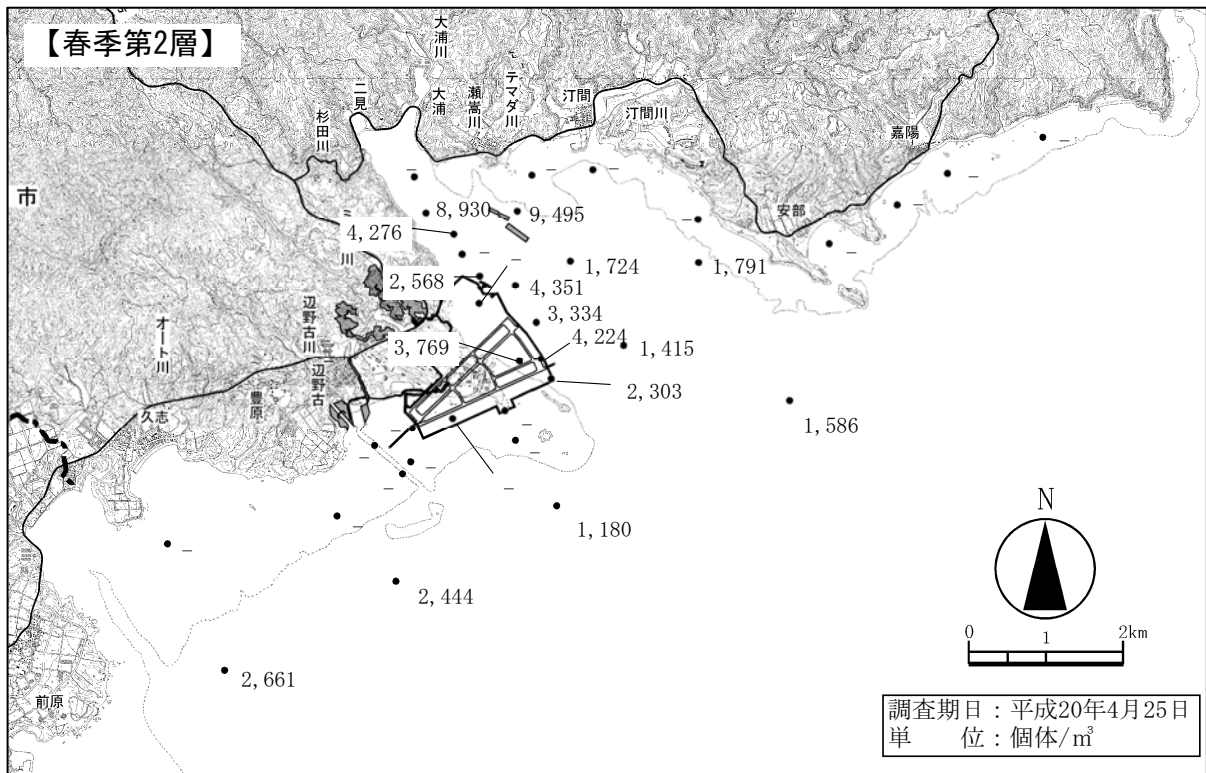 【春季第2層】
大浦川
二見
大浦
瀬嵩川
テマダ川
汀間
汀間川
嘉陽
杉田川
市
安部
8,930
9,495
4,276
川
－
－
－
－
－
－
－
－
－
1,724
1,791
2,568
4,351
3,334
4,224
1,415
3,769
2,303
1,586
辺野古川
辺野古
オート川
豊原
久志
－
－
－
－
－
－
－
－
1,180
2,444
2,661
前原
N
0 1 2km
調査期日：平成20年4月25日
単　　位：個体/㎥